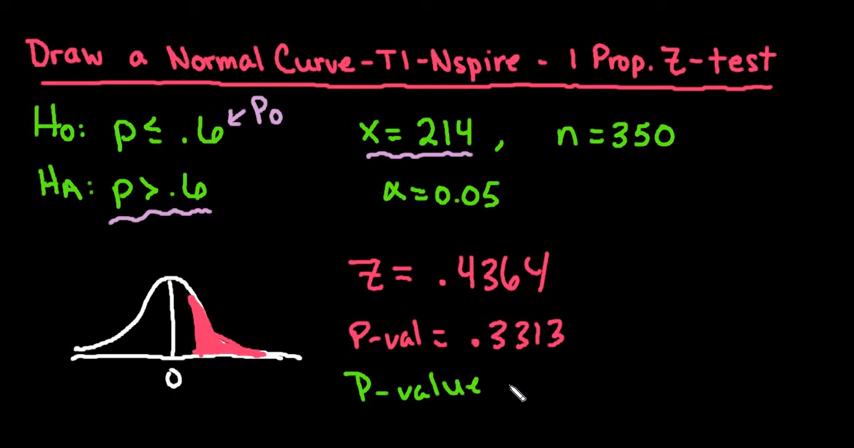 Draw a Normal Curve-TI-Nspire - 1 Prop. Z-test
H0: p ≤ .6 ↙ P0
x = 214 , n = 350
HA: p > .6
α = 0.05
Z = .4364
P-val = .3313
P-value
0